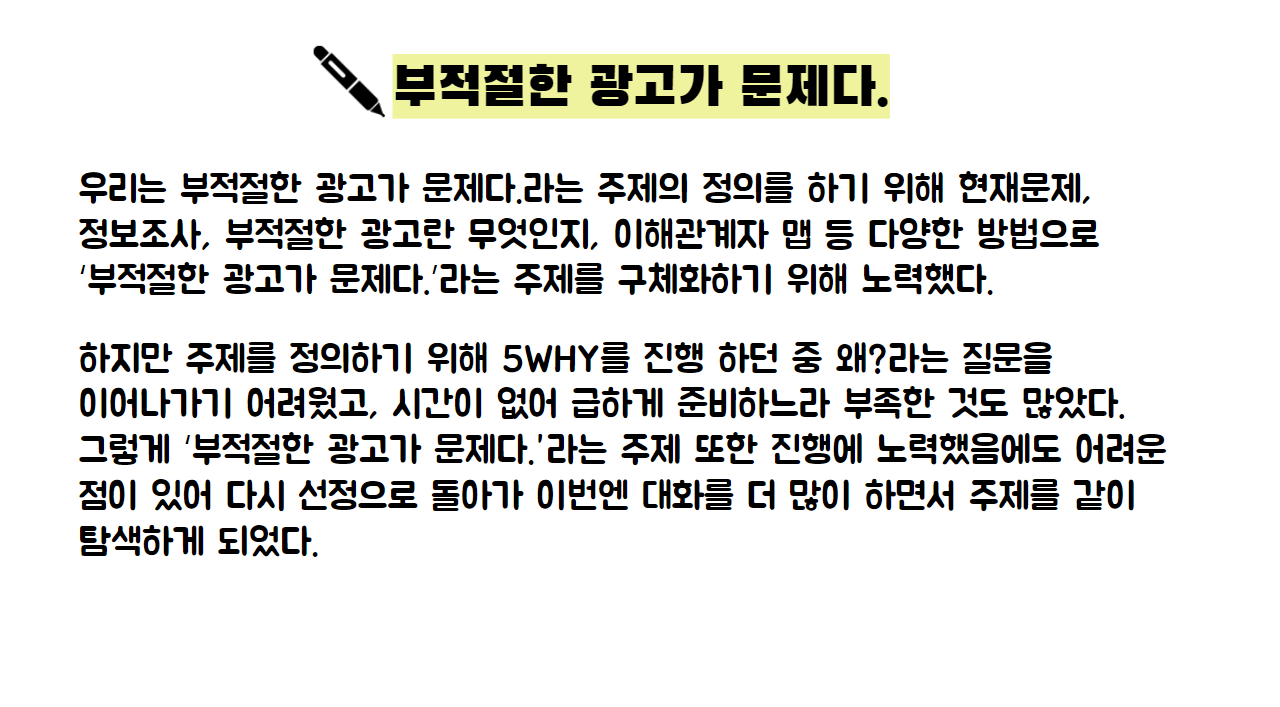 부적절한 광고가 문제다.
우리는 부적절한 광고가 문제다.라는 주제의 정의를 하기 위해 현재문제,
정보조사, 부적절한 광고란 무엇인지, 이해관계자 맵 등 다양한 방법으로
'부적절한 광고가 문제다.'라는 주제를 구체화하기 위해 노력했다.
하지만 주제를 정의하기 위해 5WHY를 진행 하던 중 왜?라는 질문을
이어나가기 어려웠고, 시간이 없어 급하게 준비하느라 부족한 것도 많았다.
그렇게 '부적절한 광고가 문제다.'라는 주제 또한 진행에 노력했음에도 어려운
점이 있어 다시 선정으로 돌아가 이번엔 대화를 더 많이 하면서 주제를 같이
탐색하게 되었다.